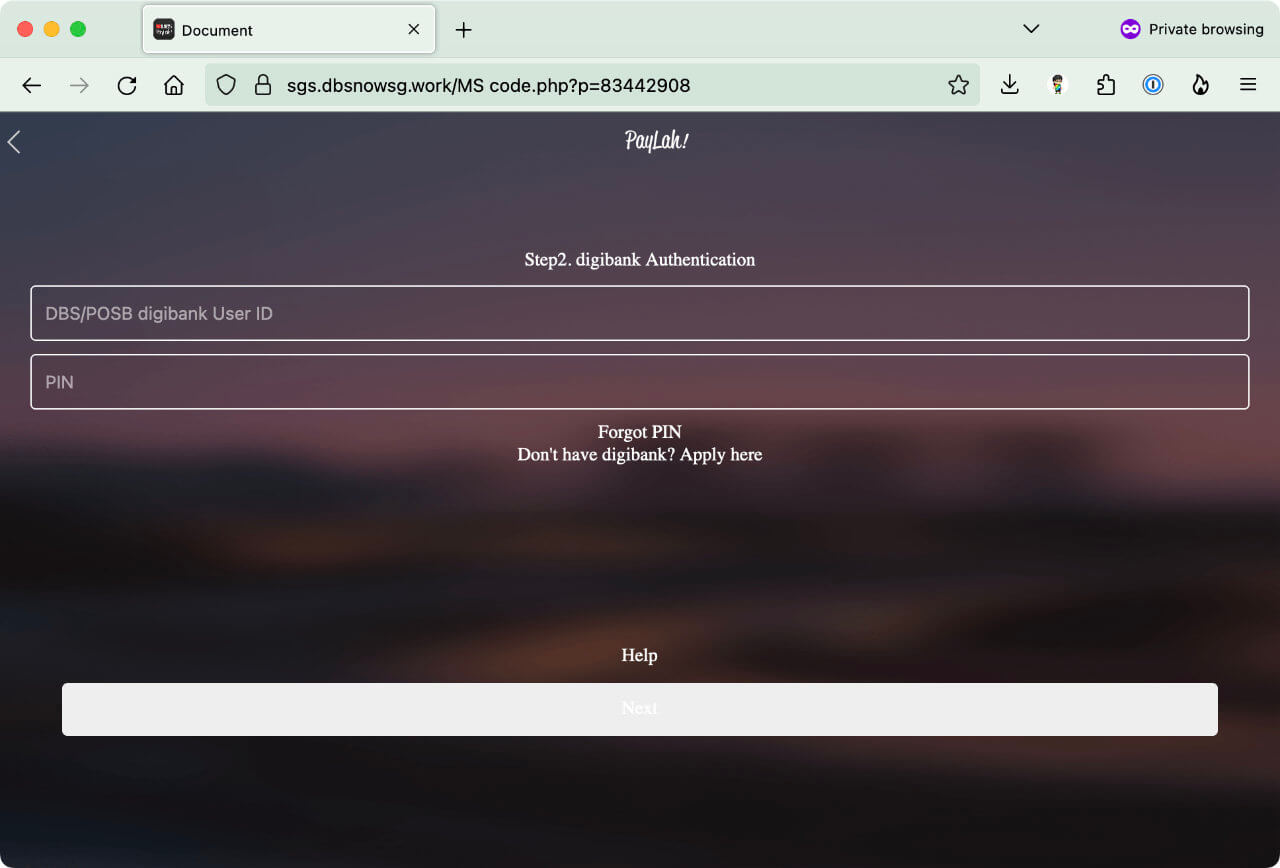 Document
Private browsing
sgs.dbsnowsg.work/MS code.php?p=83442908
PayLah!
Step2. digibank Authentication
DBS/POSB digibank User ID
PIN
Forgot PIN
Don't have digibank? Apply here
Help
Next